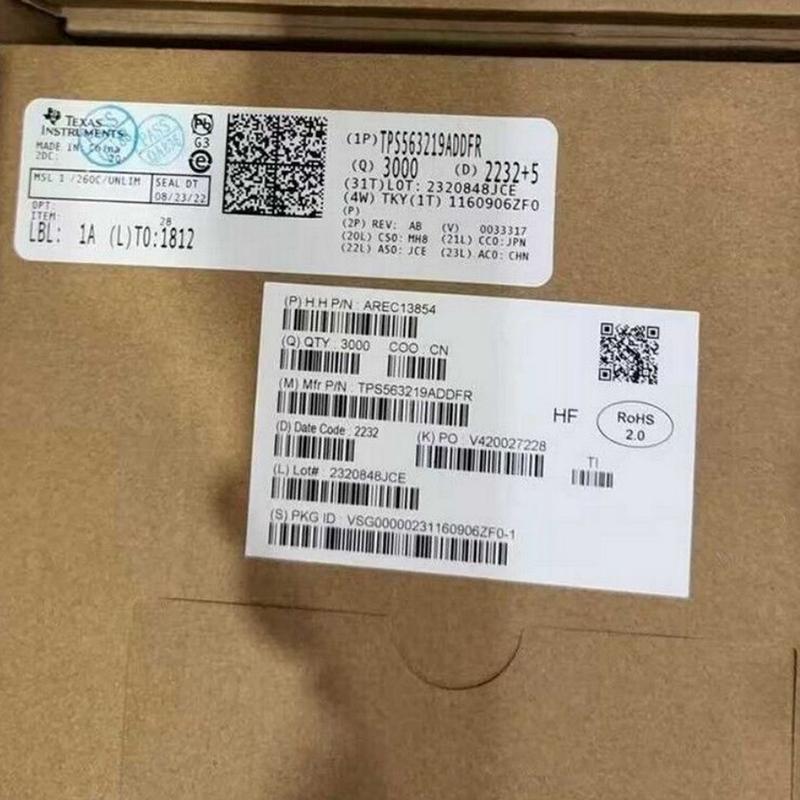 TEXAS
INSTRUMENTS
MADE IN: China
2DC:
Pb
G3
e
PASS
MSL 1 /260C/UNLIM
SEAL DT
08/23/22
OPT:
ITEM:
28
LBL: 1A (L)TO:1812
(1P)TPS563219ADDFR
(Q) 3000 (D) 2232+5
(31T)LOT: 2320848JCE
(4W) TKY(1T) 1160906ZF0
(P)
(2P) REV: AB (V) 0033317
(20L) CSO: MH8 (21L) CCO:JPN
(22L) ASO: JCE (23L) ACO: CHN
(P) H.H P/N : AREC13854
(Q) QTY : 3000 COO : CN
(M) Mfr P/N : TPS563219ADDFR
(D) Date Code : 2232
(K) PO : V420027228
(L) Lot# : 2320848JCE
(S) PKG ID : VSG00000231160906ZF0-1
HF
RoHS
2.0
TI